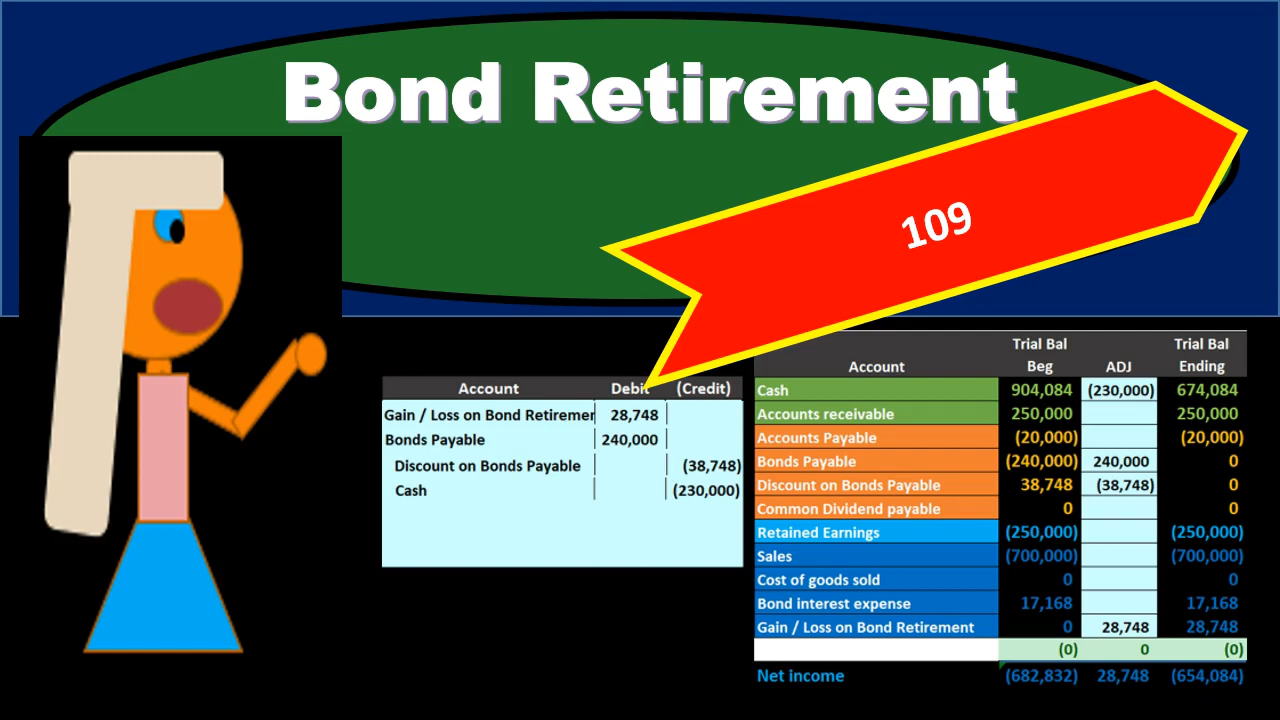 Bond Retirement
109
Account Debit (Credit)
Gain / Loss on Bond Retiremen 28,748
Bonds Payable 240,000
Discount on Bonds Payable (38,748)
Cash (230,000)
Trial Bal Trial Bal
Account Beg ADJ Ending
Cash 904,084 (230,000) 674,084
Accounts receivable 250,000 250,000
Accounts Payable (20,000) (20,000)
Bonds Payable (240,000) 240,000 0
Discount on Bonds Payable 38,748 (38,748) 0
Common Dividend payable 0 0
Retained Earnings (250,000) (250,000)
Sales (700,000) (700,000)
Cost of goods sold 0 0
Bond interest expense 17,168 17,168
Gain / Loss on Bond Retirement 0 28,748 28,748
(0) 0 (0)
Net income (682,832) 28,748 (654,084)